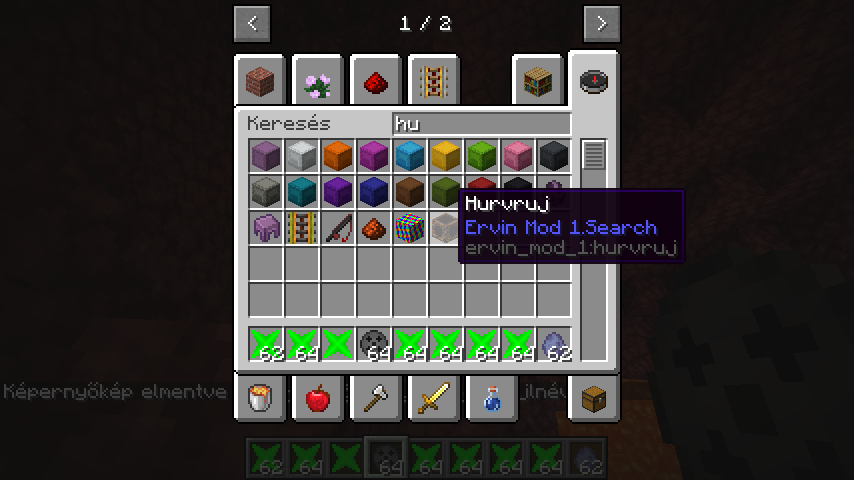 < 1 / 2 >
Keresés hu
Hurvruj
Ervin Mod 1.Search
ervin_mod_1:hurvruj
62 64 64 64 64 64 64 62
Képernyőkép elmentve jlnév
62 64 64 64 64 64 64 62